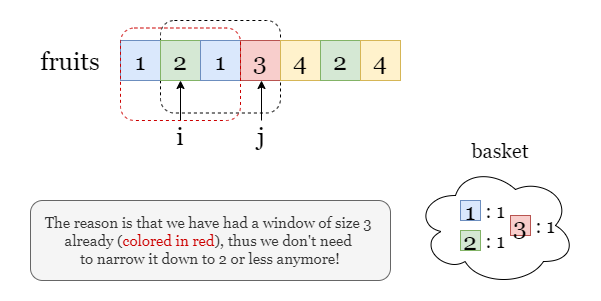 fruits 1 2 1 3 4 2 4
i j
basket
1 : 1
3 : 1
2 : 1
The reason is that we have had a window of size 3
already (colored in red), thus we don't need
to narrow it down to 2 or less anymore!